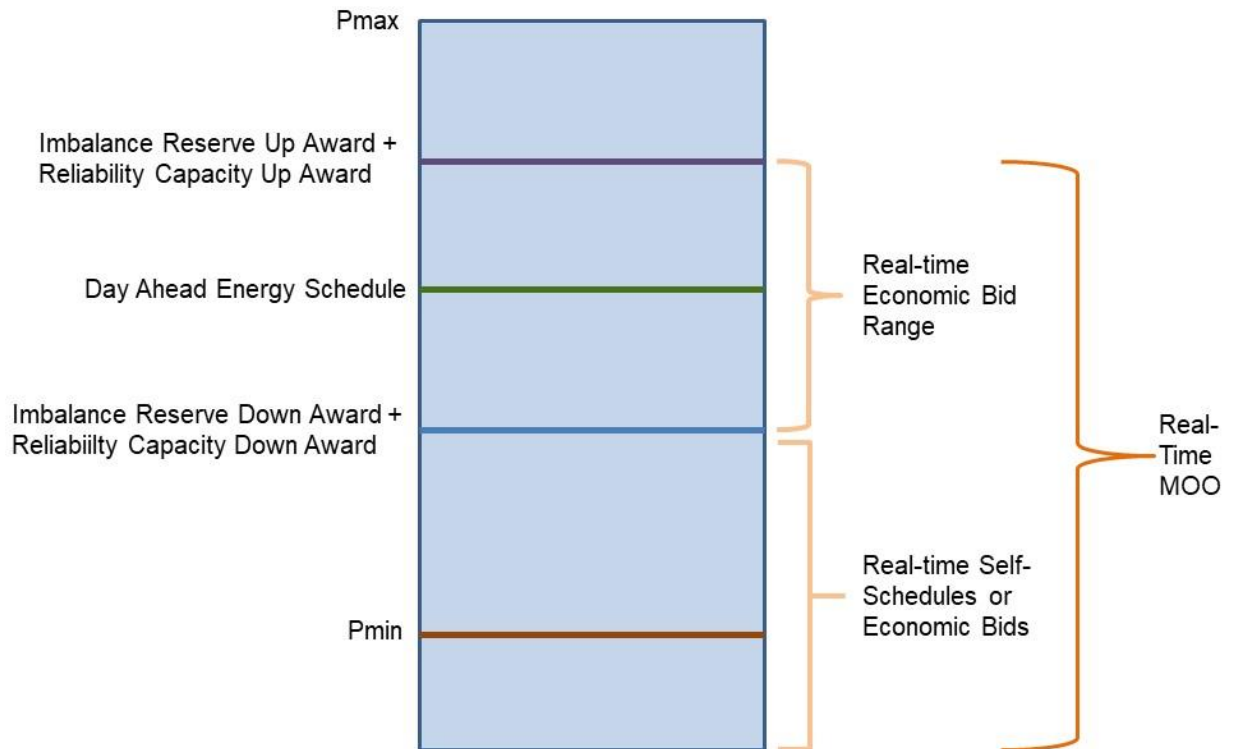 Pmax
Imbalance Reserve Up Award +
Reliability Capacity Up Award
Real-time
Economic Bid
Range
Day Ahead Energy Schedule
Imbalance Reserve Down Award +
Reliabiilty Capacity Down Award
Real-
Time
MOO
Real-time Self-
Schedules or
Economic Bids
Pmin